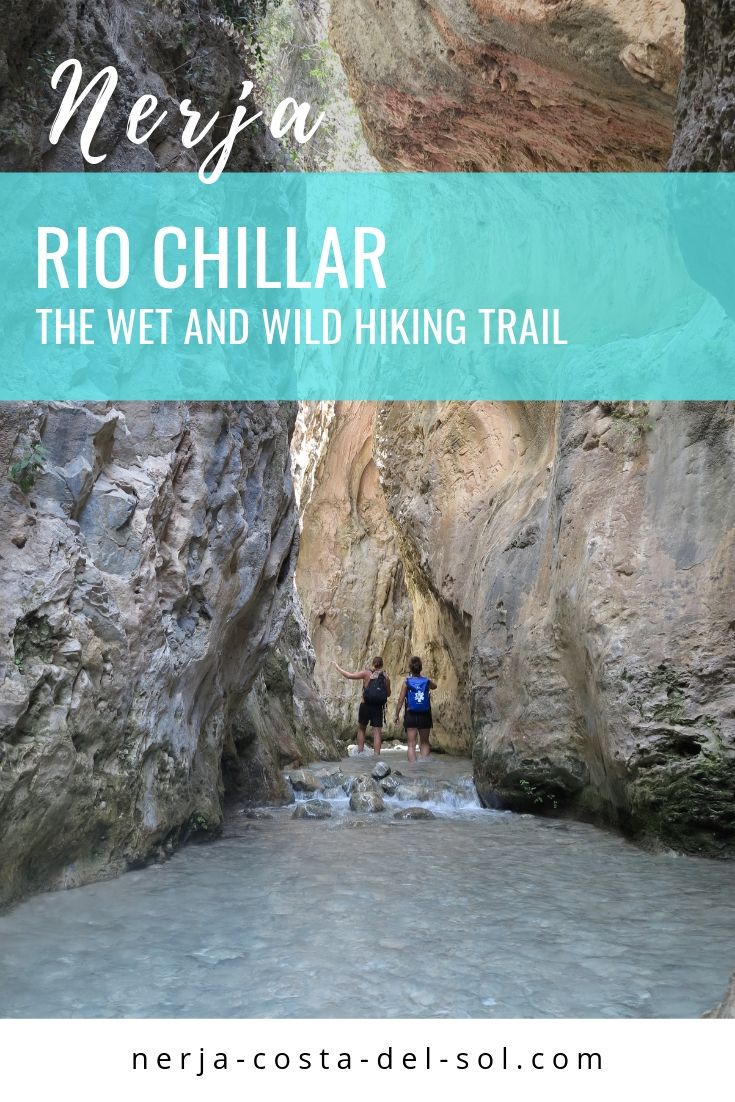 Nerja
RIO CHILLAR
THE WET AND WILD HIKING TRAIL
nerja-costa-del-sol.com